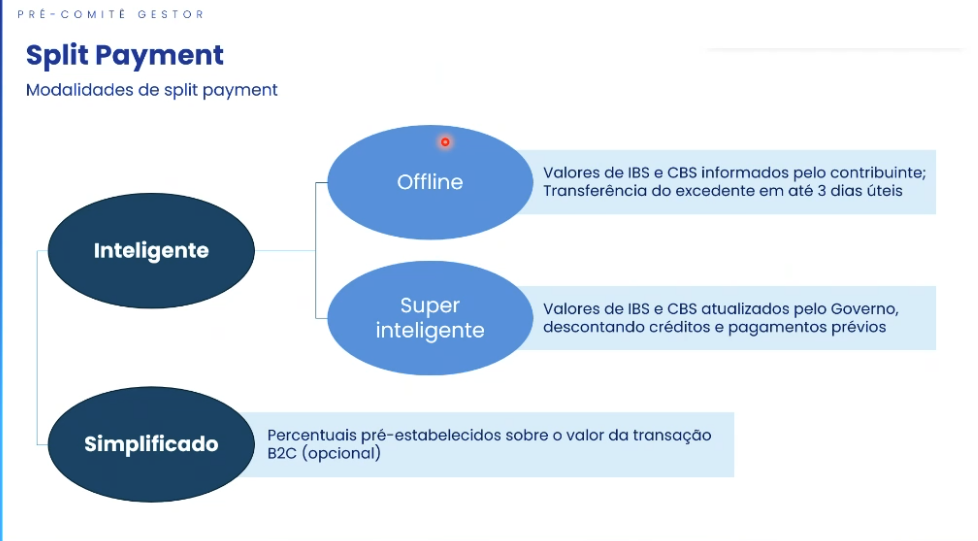 PRÉ-COMITÊ GESTOR
Split Payment
Modalidades de split payment
Offline
Valores de IBS e CBS informados pelo contribuinte;
Transferência do excedente em até 3 dias úteis
Inteligente
Super
inteligente
Valores de IBS e CBS atualizados pelo Governo,
descontando créditos e pagamentos prévios
Simplificado
Percentuais pré-estabelecidos sobre o valor da transação
B2C (opcional)